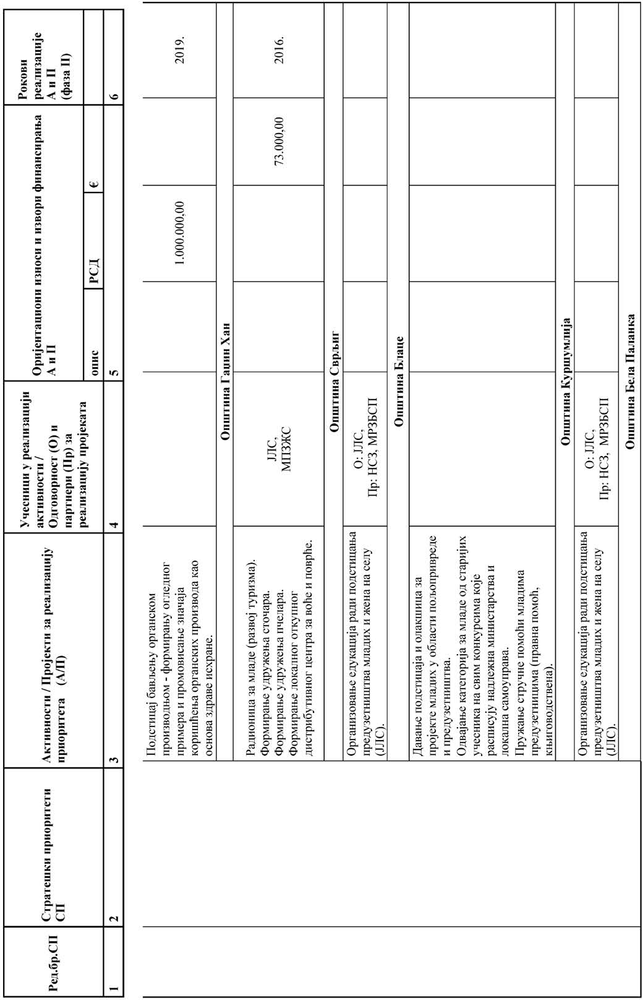 Ред.бр.СП
Стратешки приоритети
СП
Активности / Пројекти за реализацију
приоритета (А/П)
Учесници у реализацији
активности /
Одговорност (О) и
партнери (Пр) за
реализацију пројеката
Оријентациони износи и извори финансирања
А и П
опис
РСД
€
Рокови
реализације
А и П
(фаза II)
1
2
3
4
5
6
Подстицај бављењу органском
производњом - формирању огледног
примера и промовисање значаја
коришћења органских производа као
основа здраве исхране.
1.000.000,00
2019.
Општина Гаџин Хан
Радионица за младе (развој туризма).
Формирање удружења сточара.
Формирање удружења пчелара.
Формирање локалног откупног
дистрибутивног центра за воће и поврће.
ЈЛС,
МПЗЖС
73.000,00
2016.
Општина Сврљиг
Организовање едукација ради подстицања
предузетништва младих и жена на селу
(ЈЛС).
О: ЈЛС,
Пр: НСЗ, МРЗБСП
Општина Блаце
Давање подстицаја и олакшица за
пројекте младих у области пољопривреде
и предузетништва.
Одвајање категорија за младе од старијих
учесника на свим конкурсима које
расписују надлежна министарства и
локална самоуправа.
Пружање стручне помоћи младима
предузетницима (правна помоћ,
књиговодствена).
Општина Куршумлија
Организовање едукација ради подстицања
предузетништва младих и жена на селу
(ЈЛС).
О: ЈЛС,
Пр: НСЗ, МРЗБСП
Општина Бела Паланка